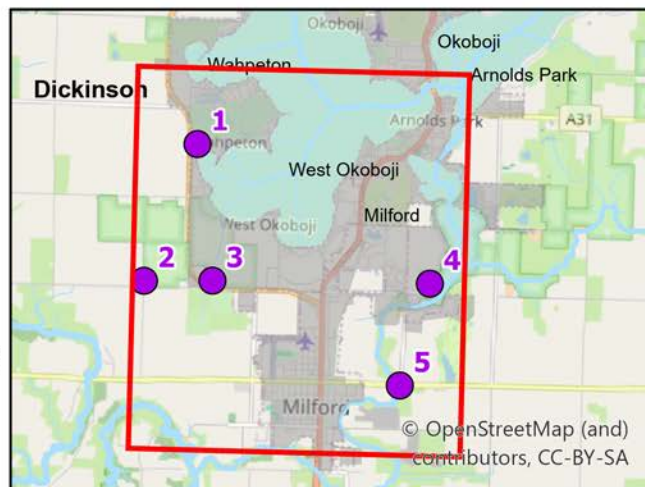 Okoboji
Okoboji
Wahpeton
Arnolds Park
Dickinson
Arnolds Park
A31
1
Wahpeton
West Okoboji
Milford
West Okoboji
2
3
4
5
Milford
© OpenStreetMap (and)
contributors, CC-BY-SA